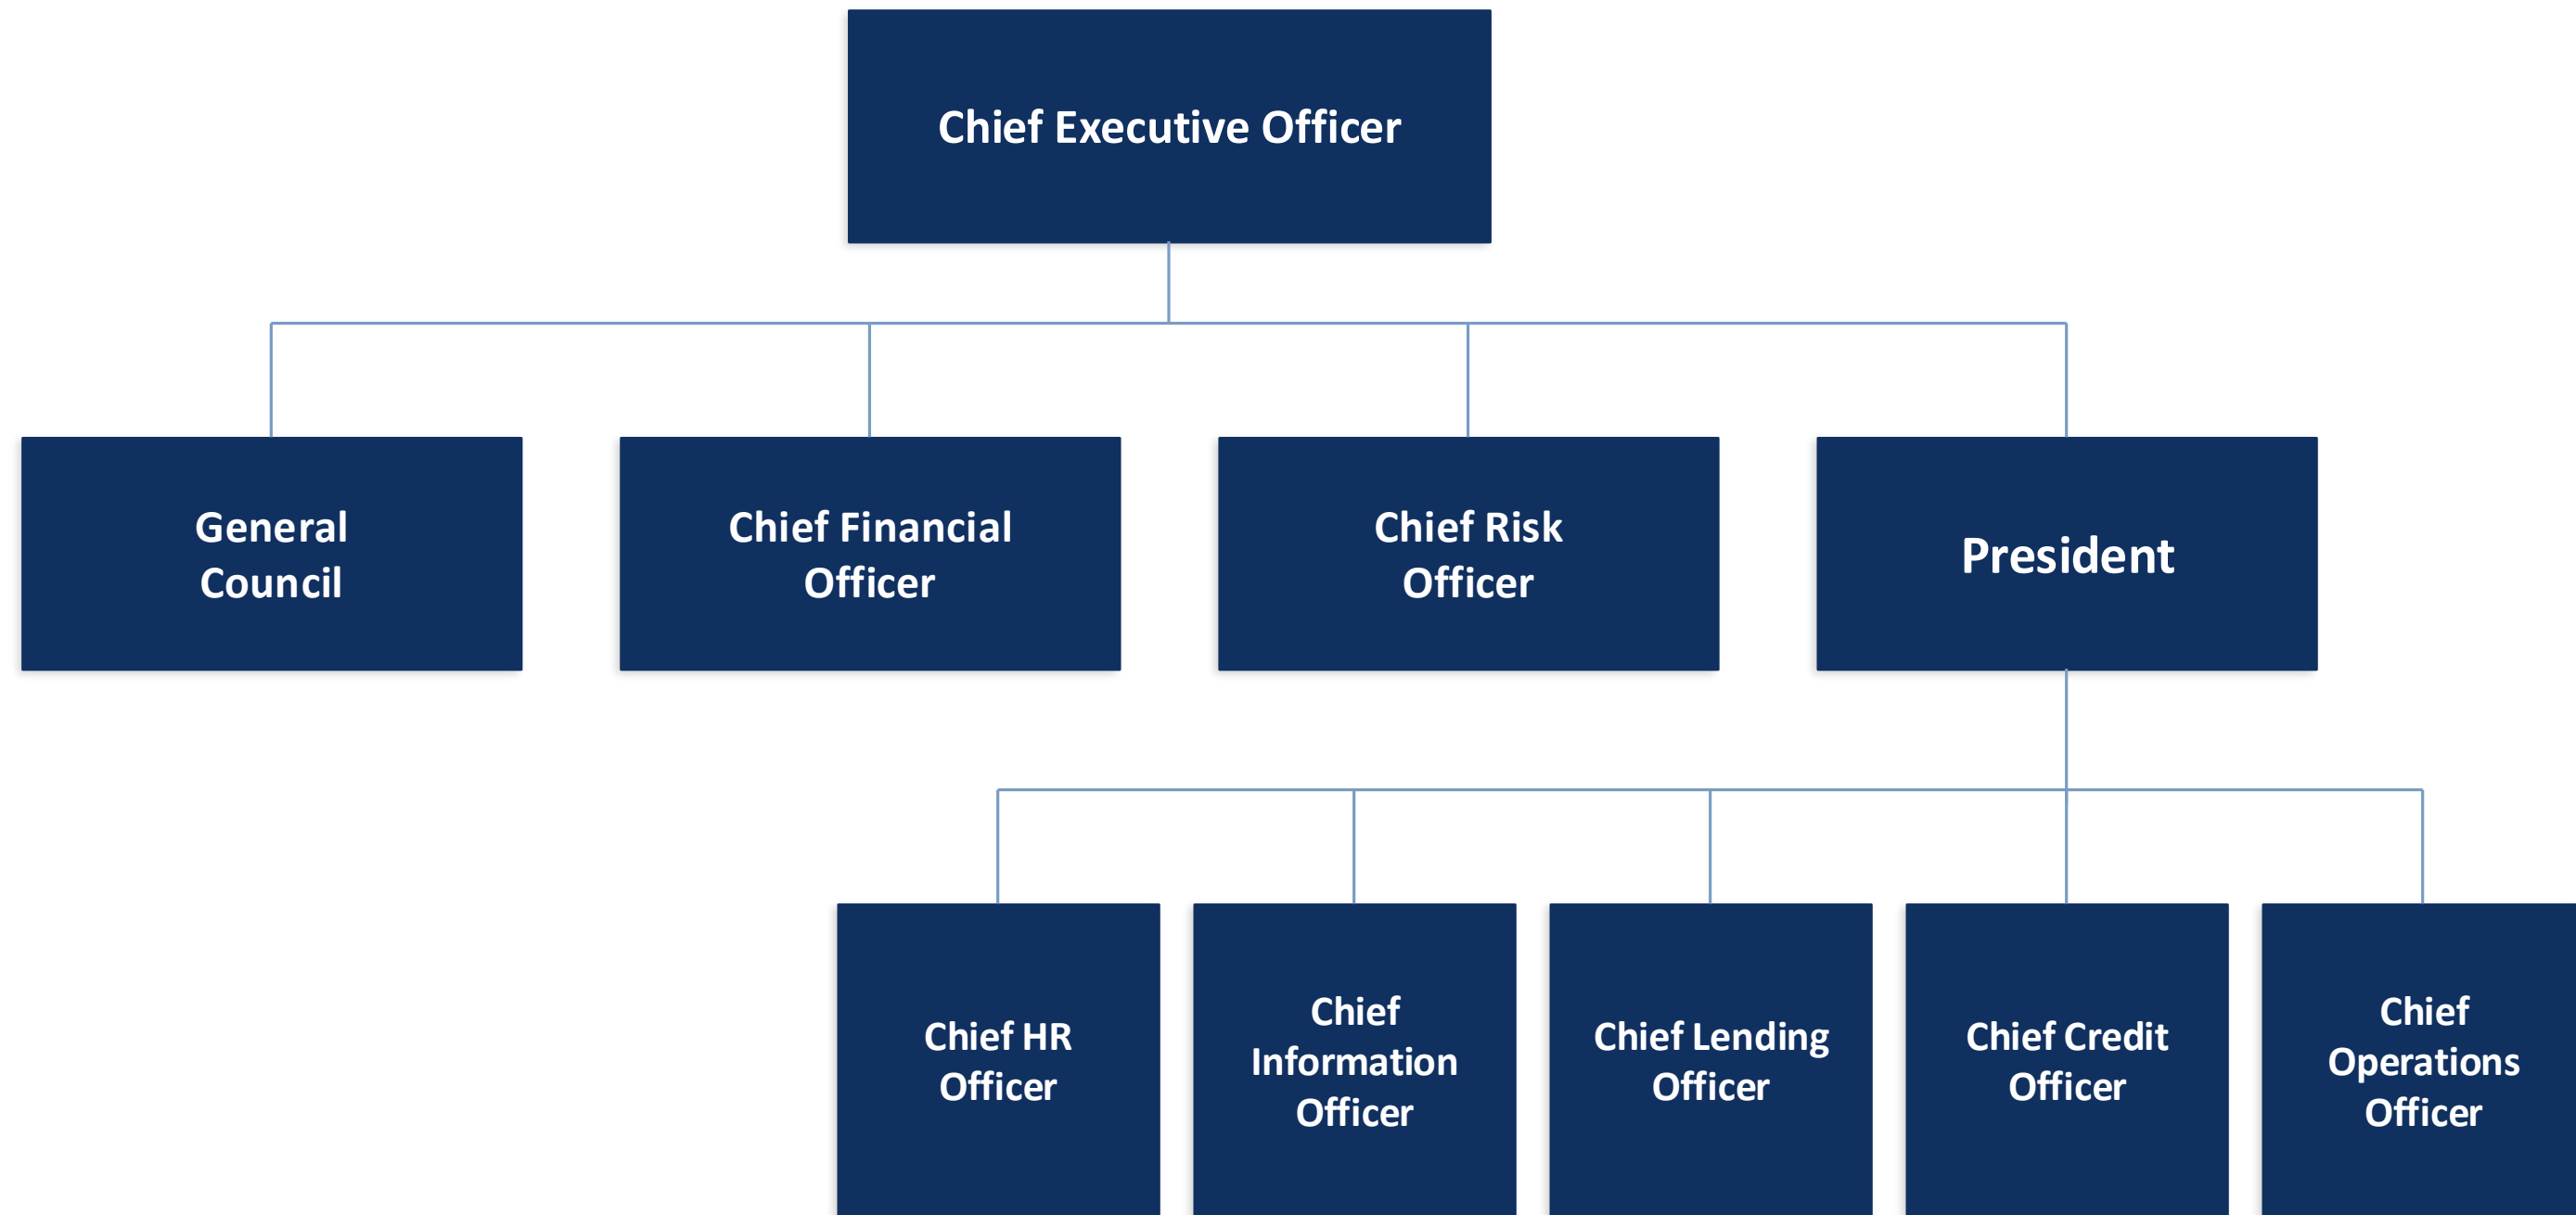 Chief Executive Officer
General
Council
Chief Financial
Officer
Chief Risk
Officer
President
Chief HR
Officer
Chief
Information
Officer
Chief Lending
Officer
Chief Credit
Officer
Chief
Operations
Officer